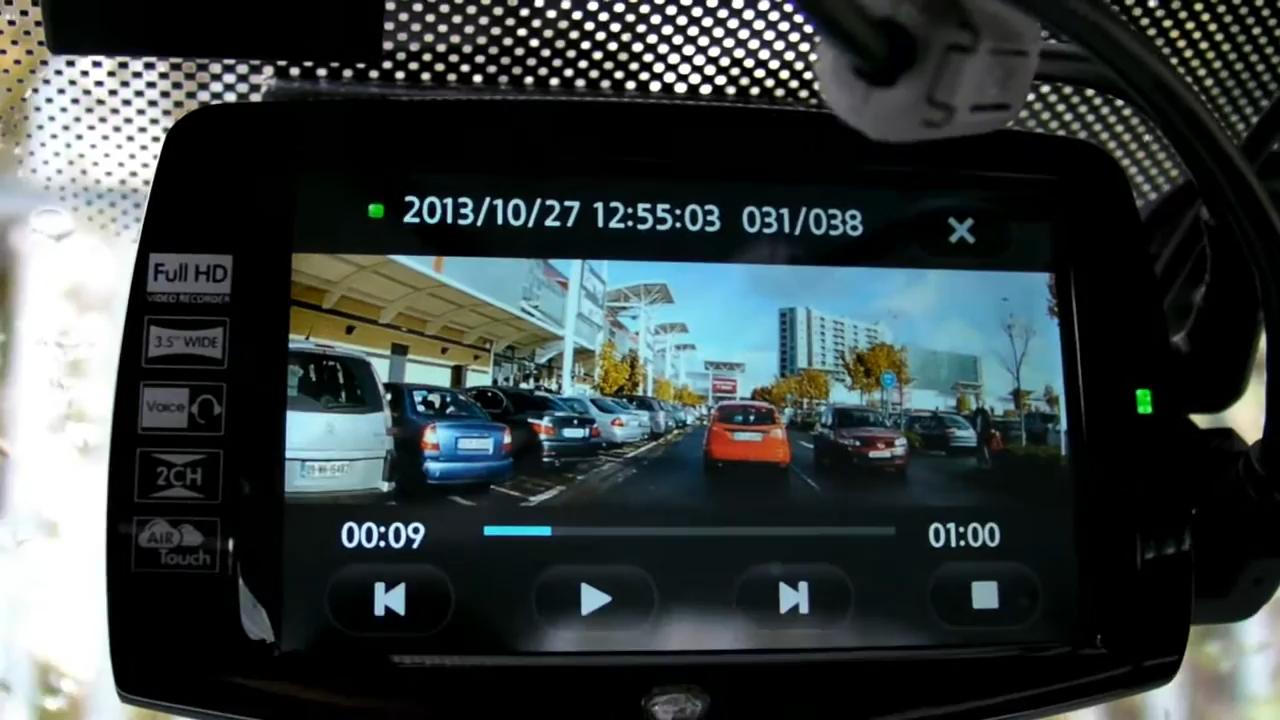 2013/10/27 12:55:03 031/038
Full HD
VIDEO RECORDER
3.5" WIDE
Voice
2CH
AIR
Touch
00:09
01:00